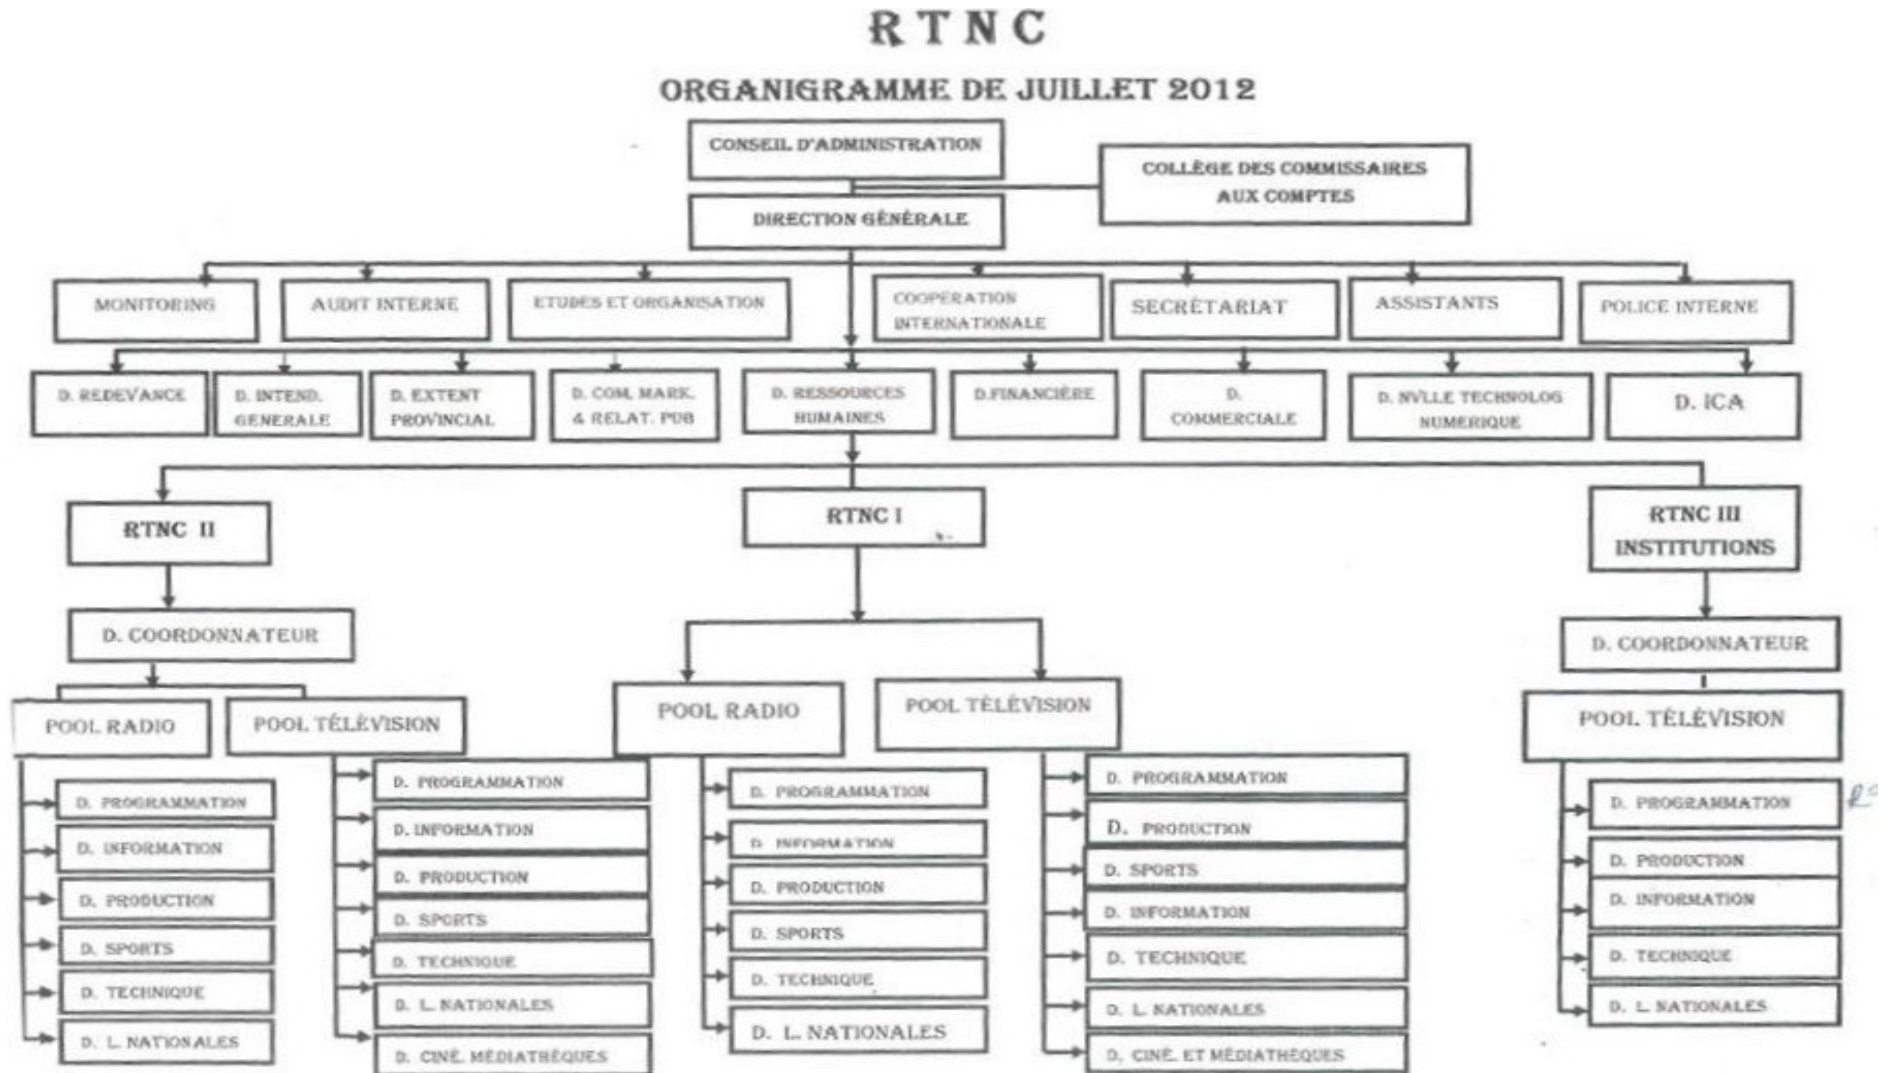 RTNC
ORGANIGRAMME DE JUILLET 2012
CONSEIL D'ADMINISTRATION
COLLÈGE DES COMMISSAIRES
AUX COMPTES
DIRECTION GÉNÉRALE
MONITORING
AUDIT INTERNE
ETUDES ET ORGANISATION
COOPÉRATION
INTERNATIONALE
SECRÉTARIAT
ASSISTANTS
POLICE INTERNE
D. REDEVANCE
D. INTEND.
GENERALE
D. EXTENT
PROVINCIAL
D. COM, MARK.
& RELAT. PUB
D. RESSOURCES
HUMAINES
D.FINANCIÈRE
D.
COMMERCIALE
D. NVLLE TECHNOLOG
NUMERIQUE
D. ICA
RTNC II
RTNC I
RTNC III
INSTITUTIONS
D. COORDONNATEUR
D. COORDONNATEUR
POOL RADIO
POOL TÉLÉVISION
POOL RADIO
POOL TÉLÉVISION
POOL TÉLÉVISION
D. PROGRAMMATION
D. INFORMATION
D. PRODUCTION
D. SPORTS
D. TECHNIQUE
D. L. NATIONALES
D. PROGRAMMATION
D. INFORMATION
D. PRODUCTION
D. SPORTS
D. TECHNIQUE
D. L. NATIONALES
D. CINÉ. MÉDIATHÈQUES
D. PROGRAMMATION
D. INFORMATION
D. PRODUCTION
D. SPORTS
D. TECHNIQUE
D. L. NATIONALES
D. PROGRAMMATION
D. PRODUCTION
D. SPORTS
D. INFORMATION
D. TECHNIQUE
D. L. NATIONALES
D. CINÉ. ET MÉDIATHÈQUES
D. PROGRAMMATION
D. PRODUCTION
D. INFORMATION
D. TECHNIQUE
D. L. NATIONALES